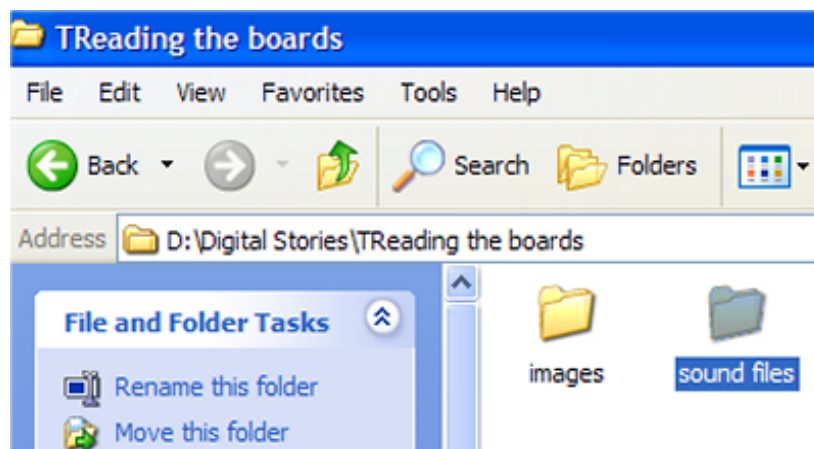 TReading the boards
File Edit View Favorites Tools Help
Back Search Folders
Address D:\Digital Stories\TReading the boards
File and Folder Tasks
Rename this folder
Move this folder
images sound files